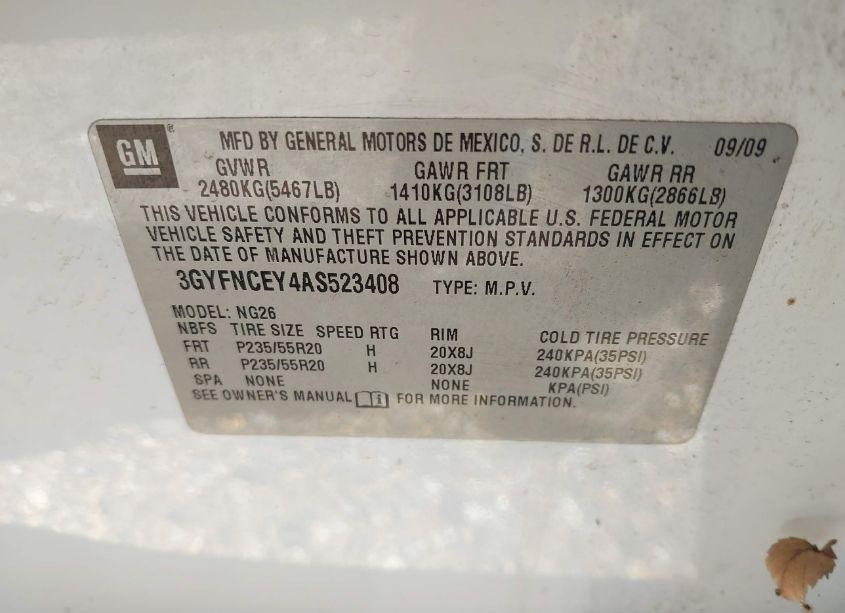 GM ® MFD BY GENERAL MOTORS DE MEXICO, S. DE R.L. DE C.V. 09/09
GVWR GAWR FRT GAWR RR
2480KG(5467LB) 1410KG(3108LB) 1300KG(2866LB)
THIS VEHICLE CONFORMS TO ALL APPLICABLE U.S. FEDERAL MOTOR
VEHICLE SAFETY AND THEFT PREVENTION STANDARDS IN EFFECT ON
THE DATE OF MANUFACTURE SHOWN ABOVE.
3GYFNCEY4AS523408 TYPE: M.P.V.
MODEL: NG26
NBFS TIRE SIZE SPEED RTG RIM COLD TIRE PRESSURE
FRT P235/55R20 H 20X8J 240KPA(35PSI)
RR P235/55R20 H 20X8J 240KPA(35PSI)
SPA NONE NONE KPA(PSI)
SEE OWNER'S MANUAL i FOR MORE INFORMATION.